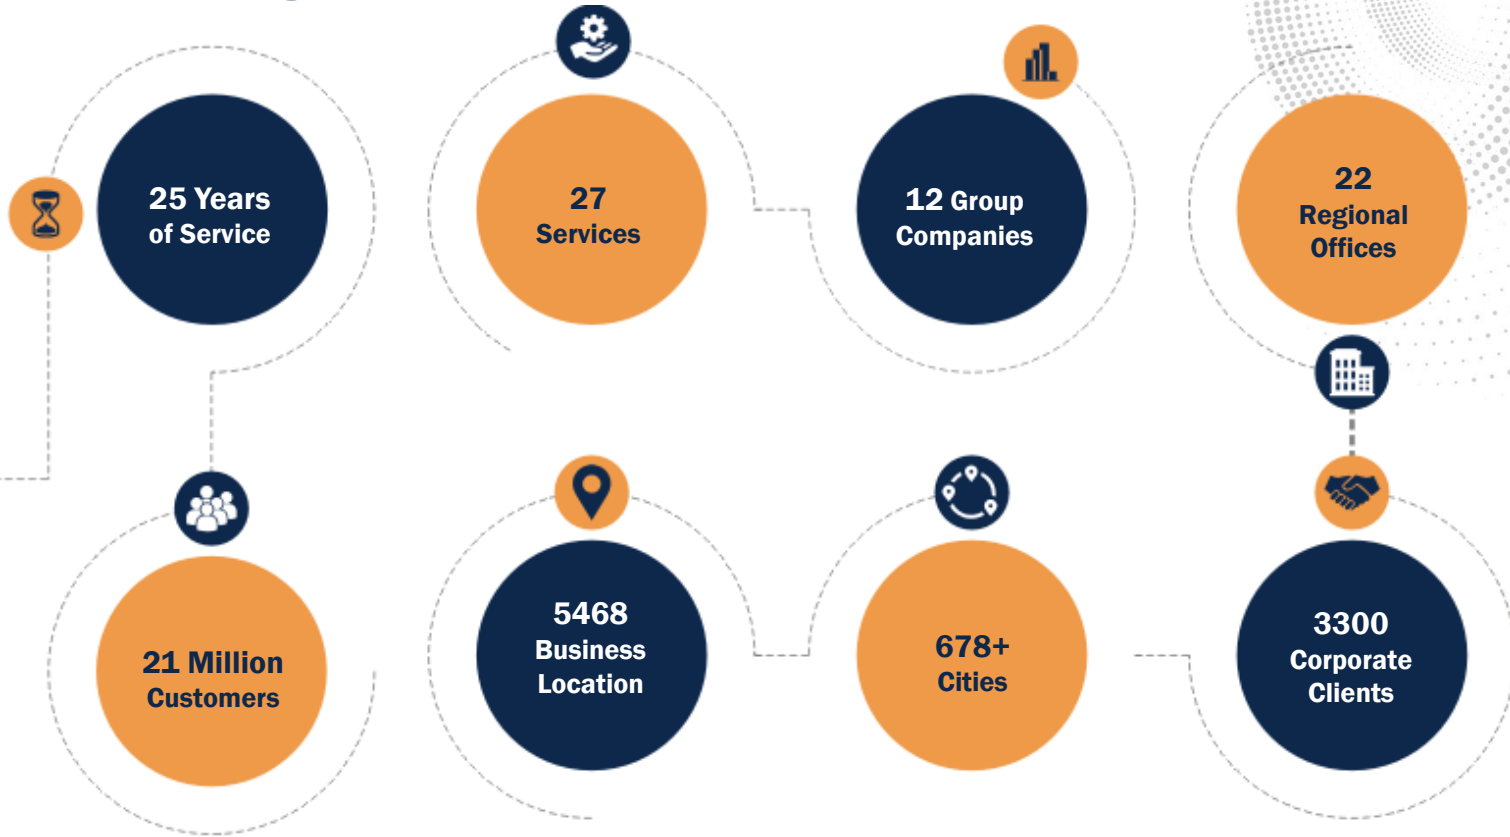 25 Years
of Service
27
Services
12 Group
Companies
22
Regional
Offices
21 Million
Customers
5468
Business
Location
678+
Cities
3300
Corporate
Clients